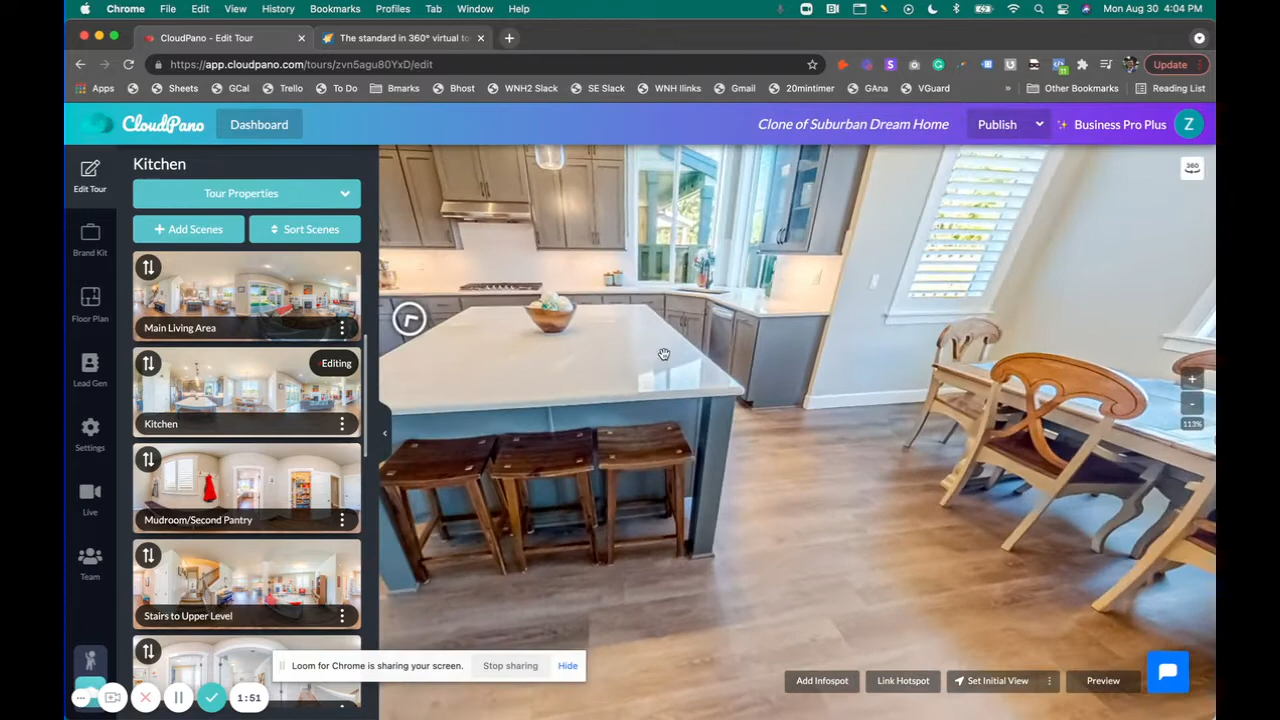 Chrome File Edit View History Bookmarks Profiles Tab Window Help Mon Aug 30 4:04 PM
CloudPano - Edit Tour The standard in 360° virtual to
https://app.cloudpano.com/tours/zvn5agu80YxD/edit Update
Apps Sheets GCal Trello To Do Bmarks Bhost WNH2 Slack SE Slack WNH llinks Gmail 20mintimer GAna VGuard » Other Bookmarks Reading List
CloudPano Dashboard Clone of Suburban Dream Home Publish Business Pro Plus Z
Edit Tour
Brand Kit
Floor Plan
Lead Gen
Settings
Live
Team
Kitchen
Tour Properties
+ Add Scenes Sort Scenes
Main Living Area
Editing
Kitchen
Mudroom/Second Pantry
Stairs to Upper Level
360
+
-
113%
Loom for Chrome is sharing your screen. Stop sharing Hide
1:51
Add Infospot Link Hotspot Set Initial View Preview